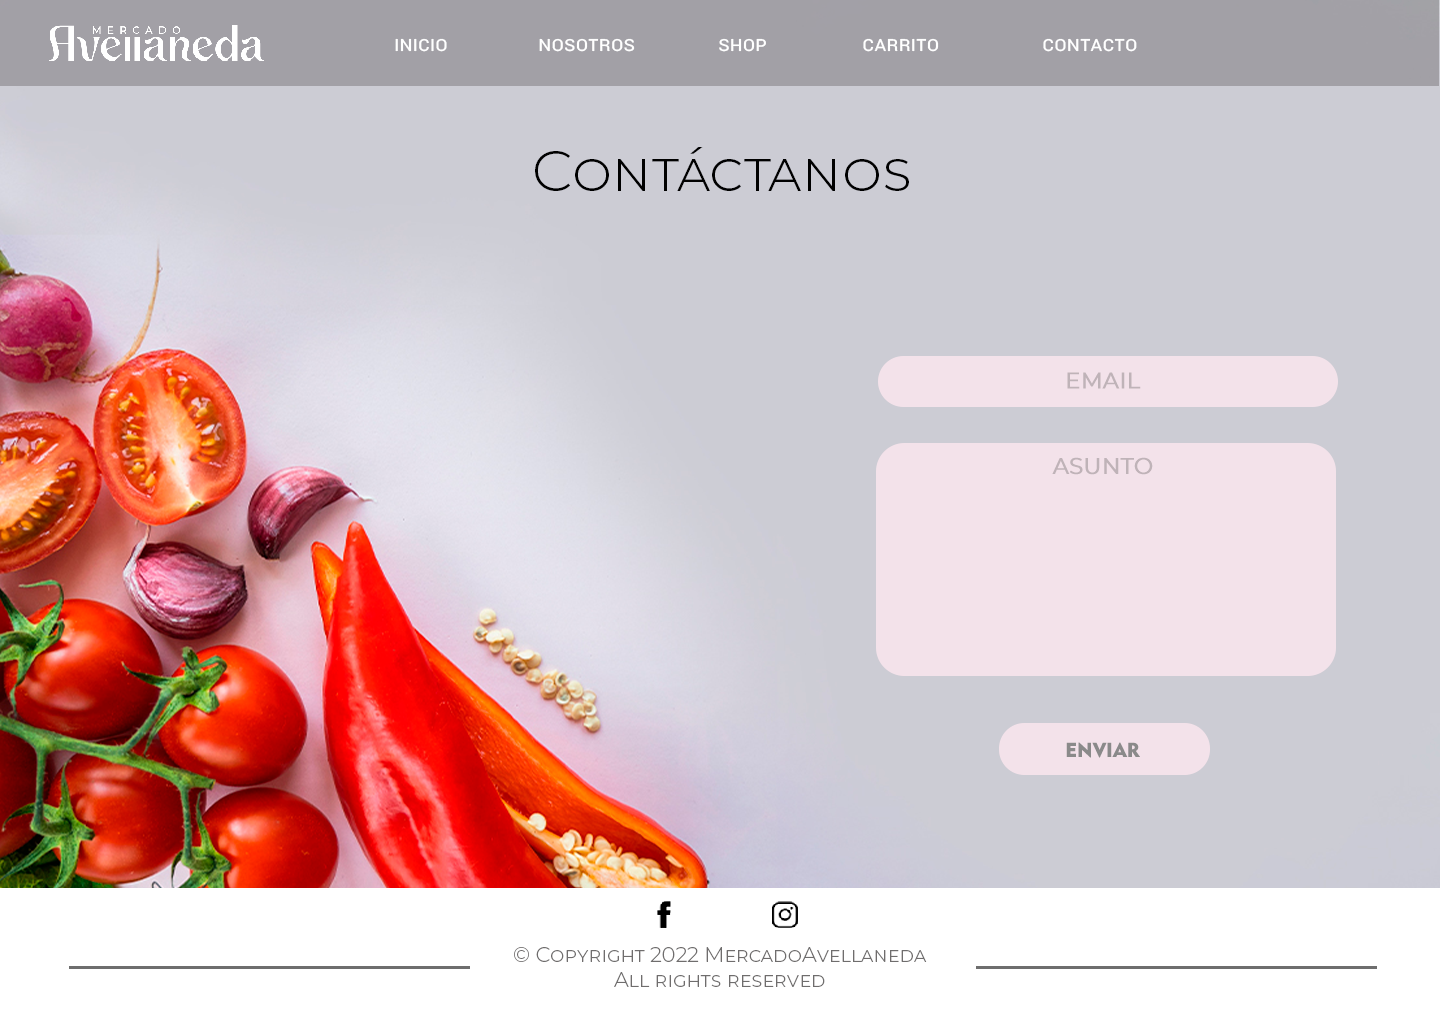 MERCADO
Avellaneda
INICIO NOSOTROS SHOP CARRITO CONTACTO
Contáctanos
EMAIL
ASUNTO
ENVIAR
© Copyright 2022 MercadoAvellaneda
All rights reserved